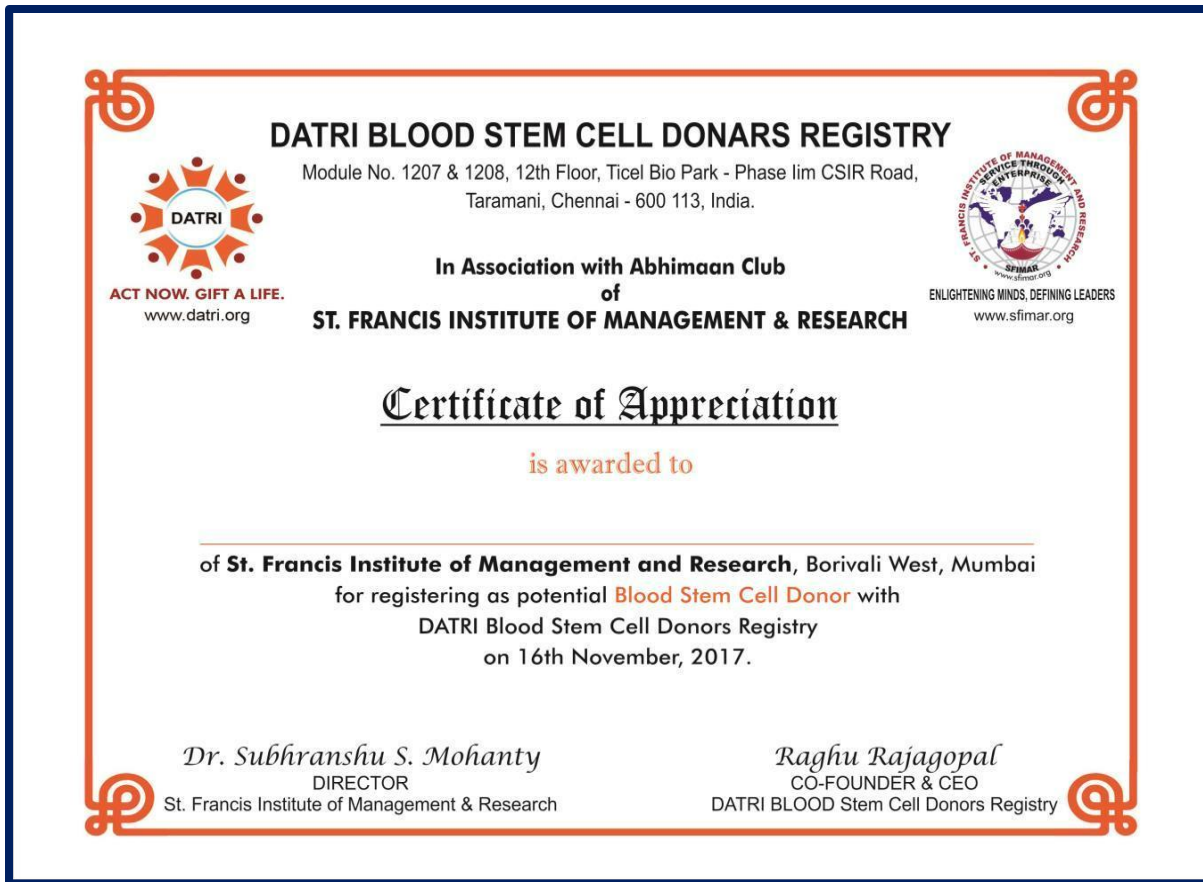 DATRI BLOOD STEM CELL DONARS REGISTRY
Module No. 1207 & 1208, 12th Floor, Ticel Bio Park - Phase Iim CSIR Road,
Taramani, Chennai - 600 113, India.
DATRI
ACT NOW. GIFT A LIFE.
www.datri.org
ST. FRANCIS INSTITUTE OF MANAGEMENT AND RESEARCH
SERVICE THROUGH
ENTERPRISE
SFIMAR
www.sfimar.org
ENLIGHTENING MINDS, DEFINING LEADERS
www.sfimar.org
In Association with Abhimaan Club
of
ST. FRANCIS INSTITUTE OF MANAGEMENT & RESEARCH
Certificate of Appreciation
is awarded to
of St. Francis Institute of Management and Research, Borivali West, Mumbai
for registering as potential Blood Stem Cell Donor with
DATRI Blood Stem Cell Donors Registry
on 16th November, 2017.
Dr. Subhranshu S. Mohanty
DIRECTOR
St. Francis Institute of Management & Research
Raghu Rajagopal
CO-FOUNDER & CEO
DATRI BLOOD Stem Cell Donors Registry